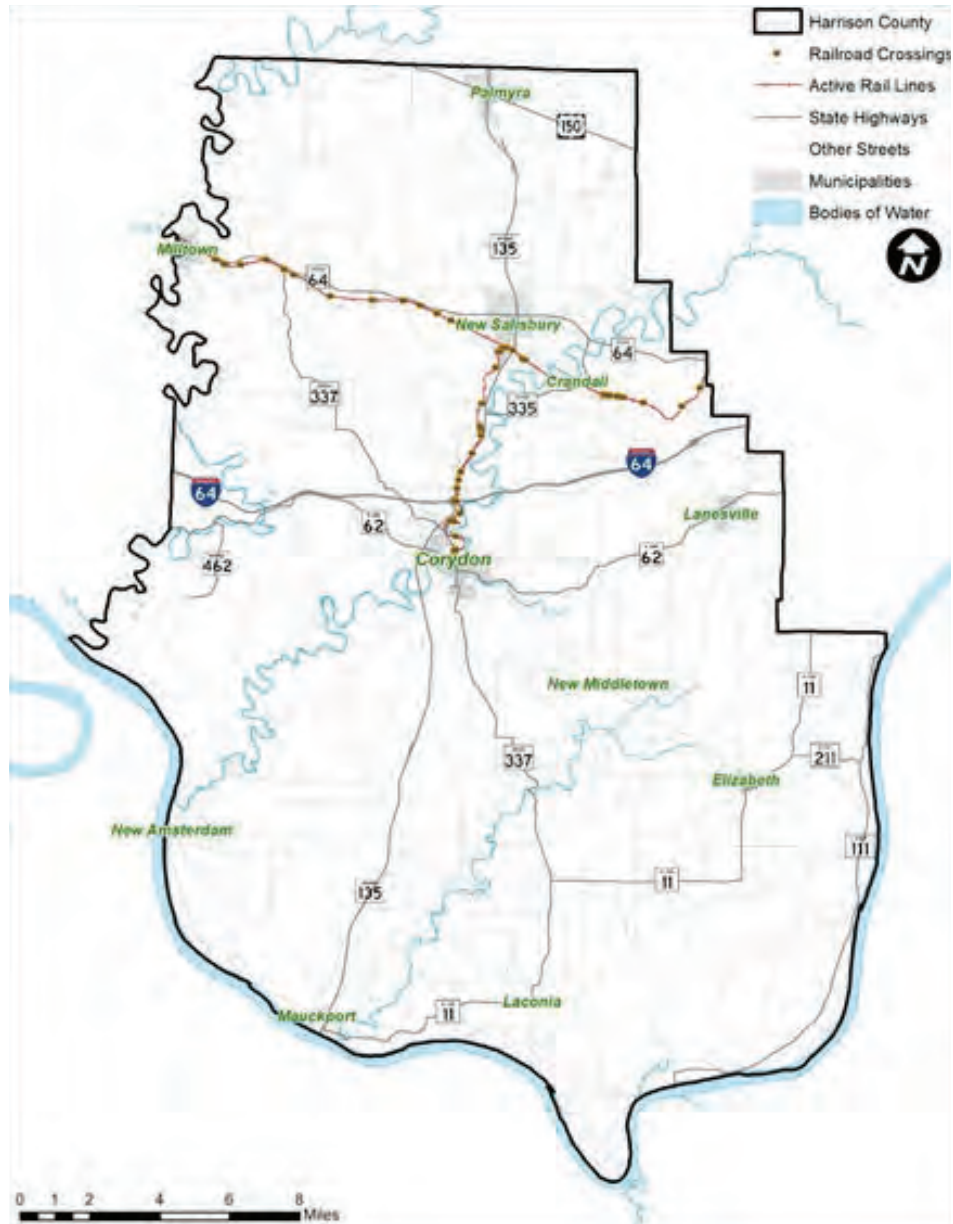 Harrison County
Railroad Crossings
Active Rail Lines
State Highways
Other Streets
Municipalities
Bodies of Water
N
Palmyra
150
Milltown
135
64
New Salisbury
64
Crandall
337
335
64
64
Lanesville
62
62
Corydon
462
New Middletown
11
337
211
Elizabeth
New Amsterdam
111
135
11
Laconia
11
Mauckport
0 1 2 4 6 8
Miles